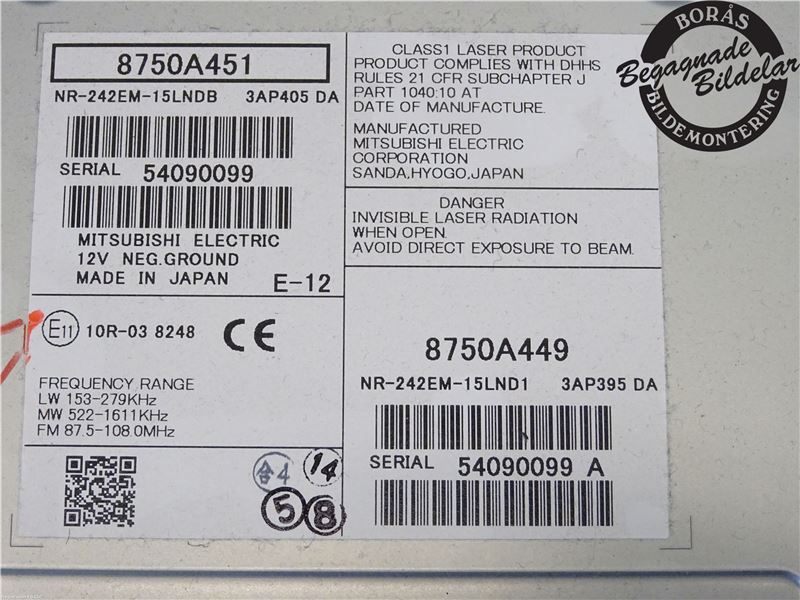 8750A451
NR-242EM-15LNDB 3AP405 DA
SERIAL 54090099
MITSUBISHI ELECTRIC
12V NEG.GROUND
MADE IN JAPAN E-12
E11 10R-03 8248 CE
FREQUENCY RANGE
LW 153-279KHz
MW 522-1611KHz
FM 87.5-108.0MHz
合4 14
5 8
CLASS1 LASER PRODUCT
PRODUCT COMPLIES WITH DHHS
RULES 21 CFR SUBCHAPTER J
PART 1040:10 AT
DATE OF MANUFACTURE.
MANUFACTURED
MITSUBISHI ELECTRIC
CORPORATION
SANDA,HYOGO,JAPAN
DANGER
INVISIBLE LASER RADIATION
WHEN OPEN.
AVOID DIRECT EXPOSURE TO BEAM.
8750A449
NR-242EM-15LND1 3AP395 DA
SERIAL 54090099 A
BORÅS
Begagnade
Bildelar
BILDEMONTERING